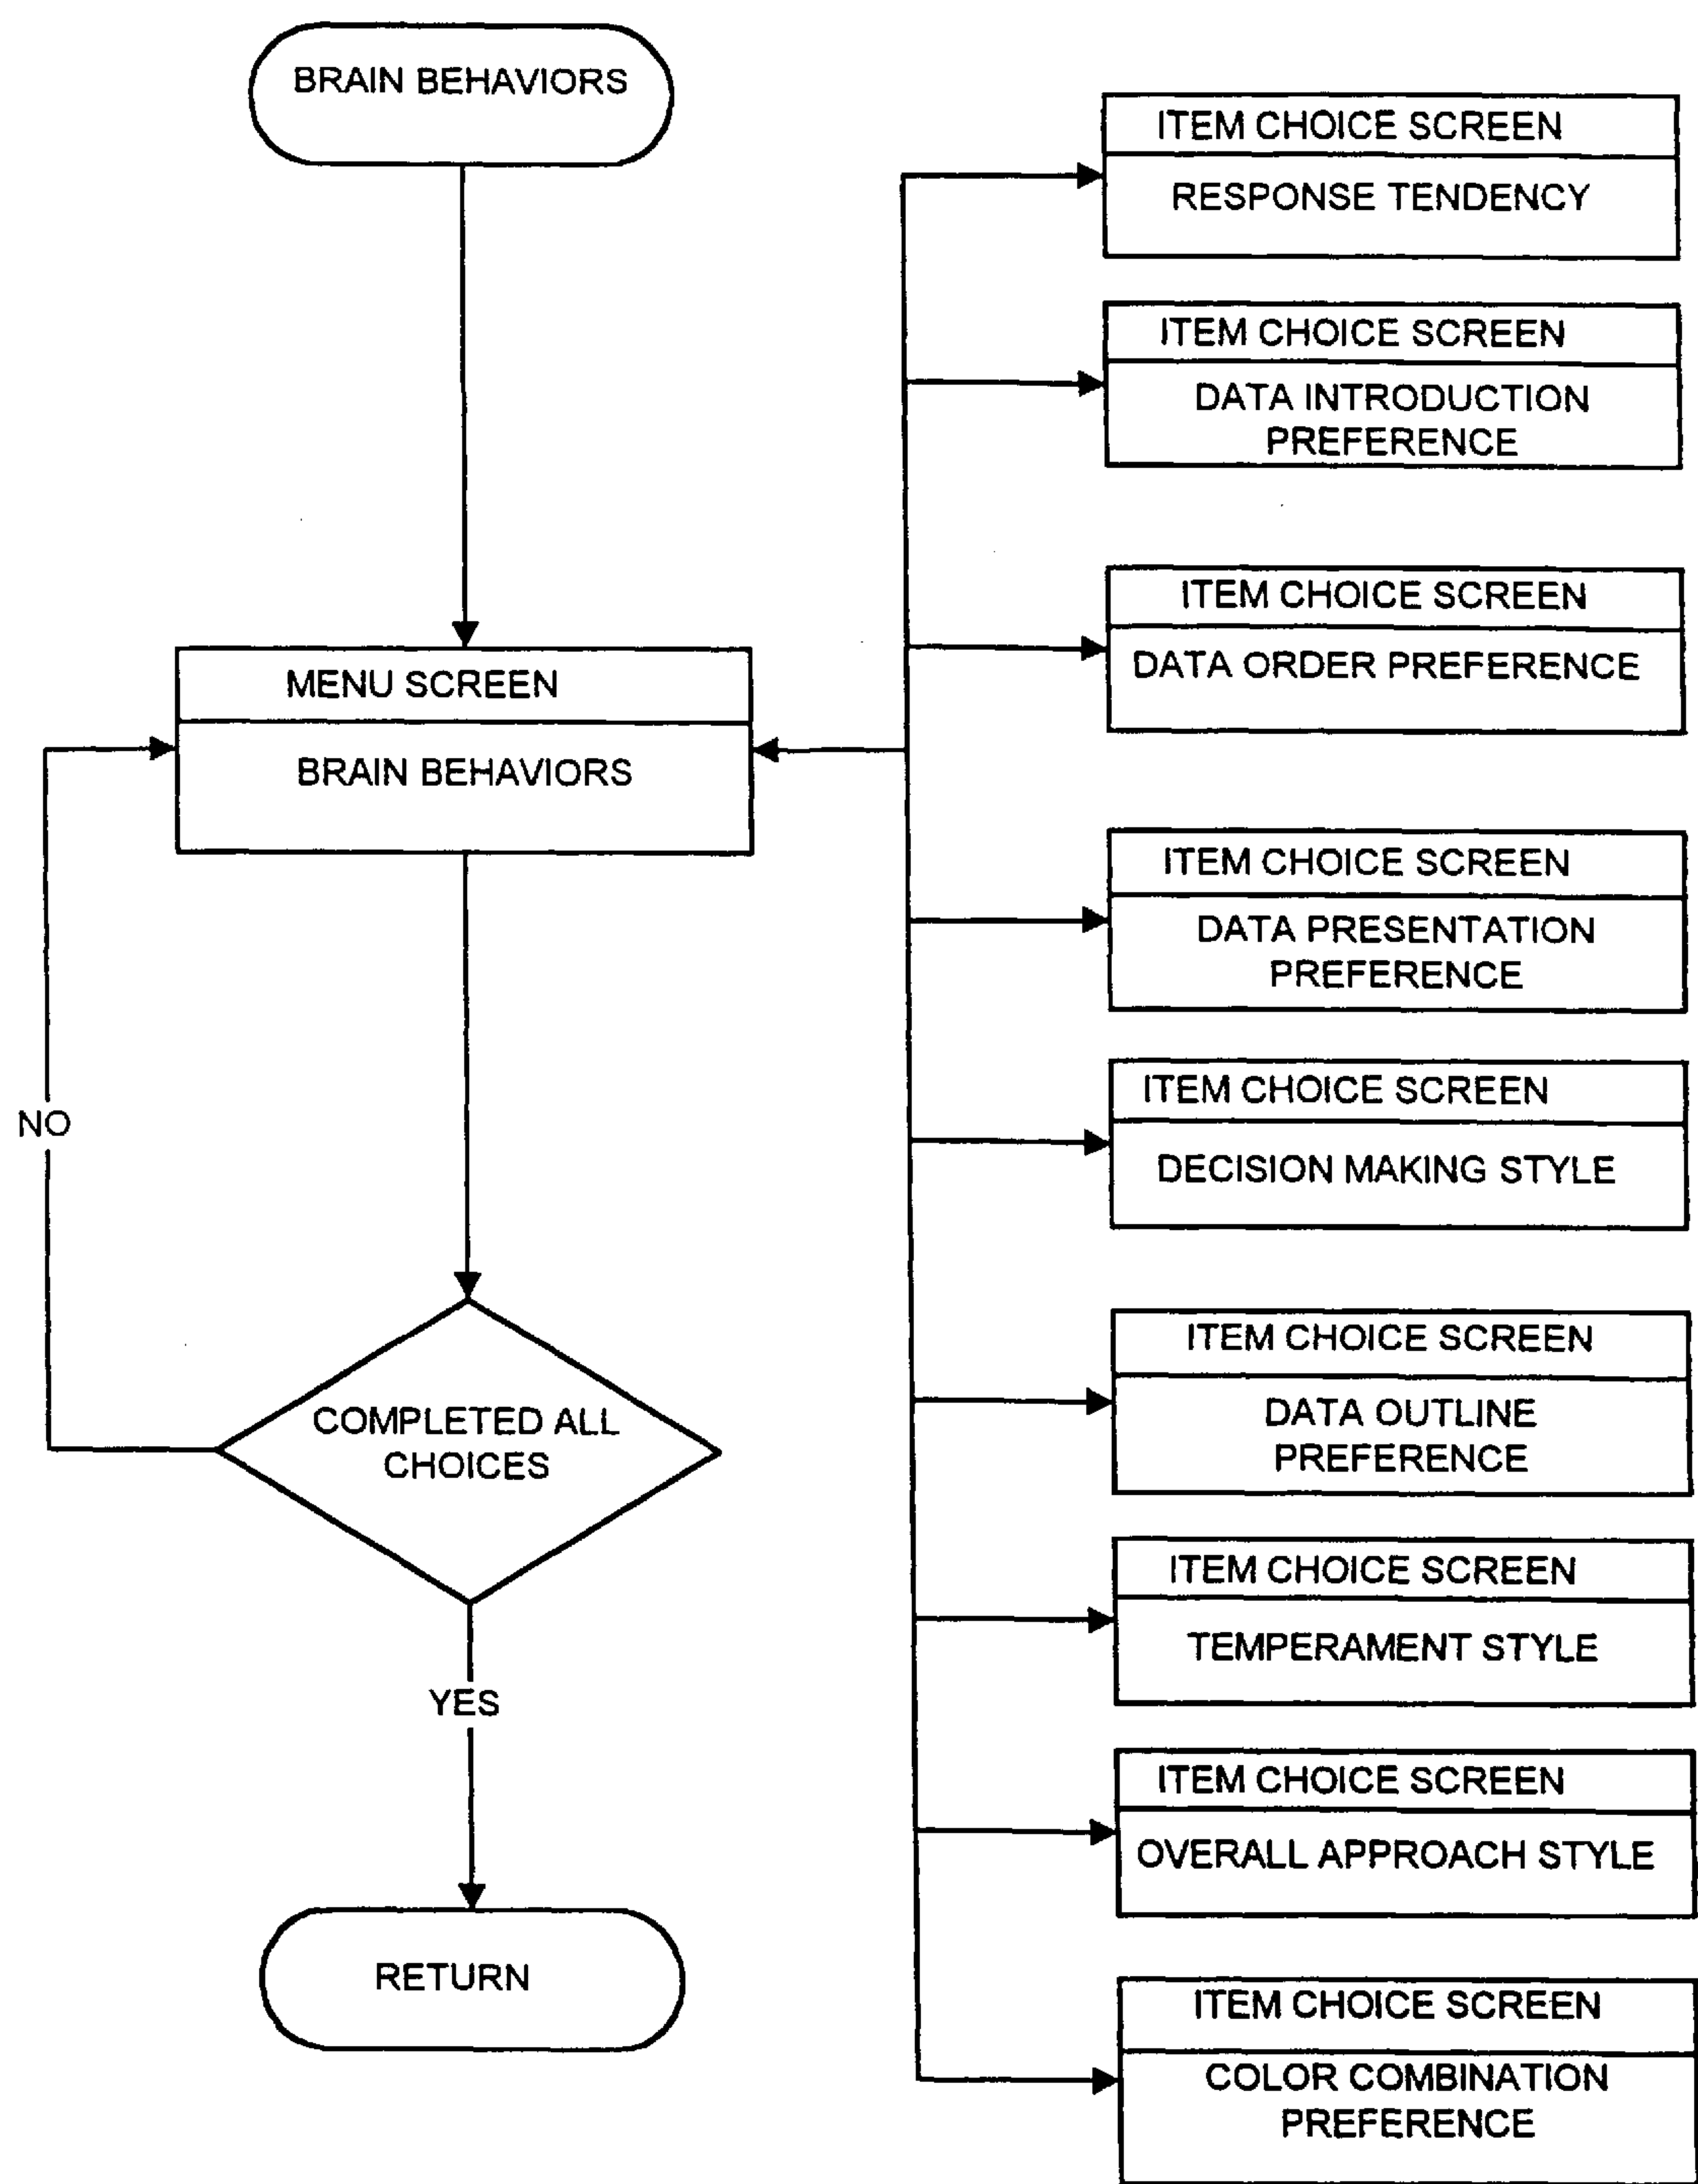 BRAIN BEHAVIORS
MENU SCREEN
BRAIN BEHAVIORS
NO
COMPLETED ALL
CHOICES
YES
RETURN
ITEM CHOICE SCREEN
RESPONSE TENDENCY
ITEM CHOICE SCREEN
DATA INTRODUCTION
PREFERENCE
ITEM CHOICE SCREEN
DATA ORDER PREFERENCE
ITEM CHOICE SCREEN
DATA PRESENTATION
PREFERENCE
ITEM CHOICE SCREEN
DECISION MAKING STYLE
ITEM CHOICE SCREEN
DATA OUTLINE
PREFERENCE
ITEM CHOICE SCREEN
TEMPERAMENT STYLE
ITEM CHOICE SCREEN
OVERALL APPROACH STYLE
ITEM CHOICE SCREEN
COLOR COMBINATION
PREFERENCE